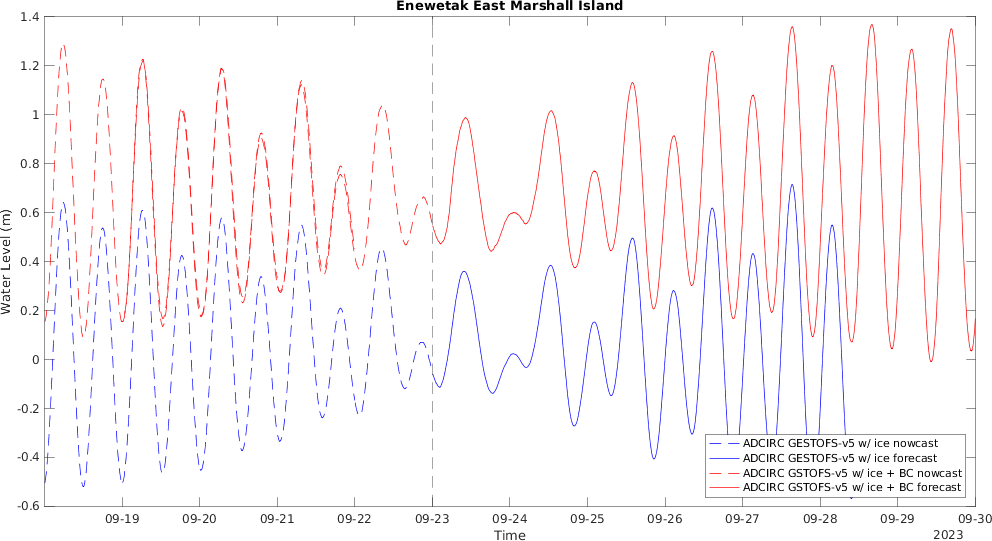 Enewetak East Marshall Island
1.4
1.2
1
0.8
0.6
0.4
0.2
0
-0.2
-0.4
-0.6
Water Level (m)
ADCIRC GESTOFS-v5 w/ ice nowcast
ADCIRC GESTOFS-v5 w/ ice forecast
ADCIRC GSTOFS-v5 w/ ice + BC nowcast
ADCIRC GSTOFS-v5 w/ ice + BC forecast
09-19 09-20 09-21 09-22 09-23 09-24 09-25 09-26 09-27 09-28 09-29 09-30
Time
2023